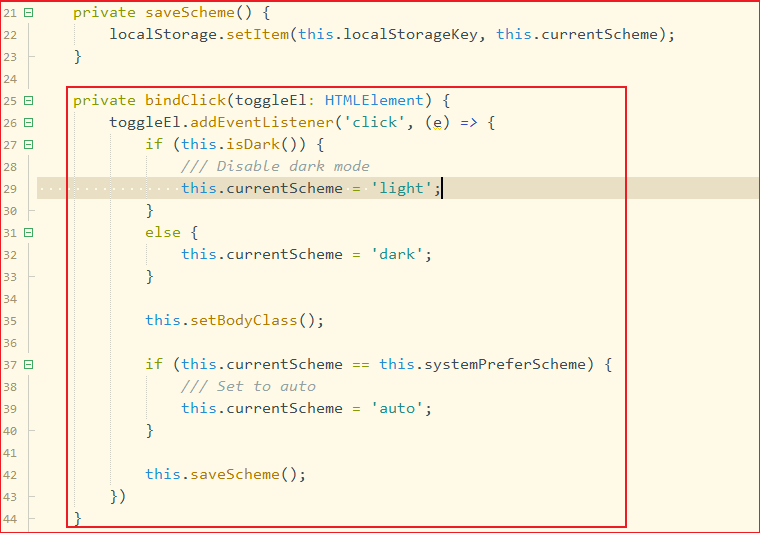 21 private saveScheme() {
22 localStorage.setItem(this.localStorageKey, this.currentScheme);
23 }
24
25 private bindClick(toggleEl: HTMLElement) {
26 toggleEl.addEventListener('click', (e) => {
27 if (this.isDark()) {
28 /// Disable dark mode
29 this.currentScheme = 'light';
30 }
31 else {
32 this.currentScheme = 'dark';
33 }
34
35 this.setBodyClass();
36
37 if (this.currentScheme == this.systemPreferScheme) {
38 /// Set to auto
39 this.currentScheme = 'auto';
40 }
41
42 this.saveScheme();
43 })
44 }